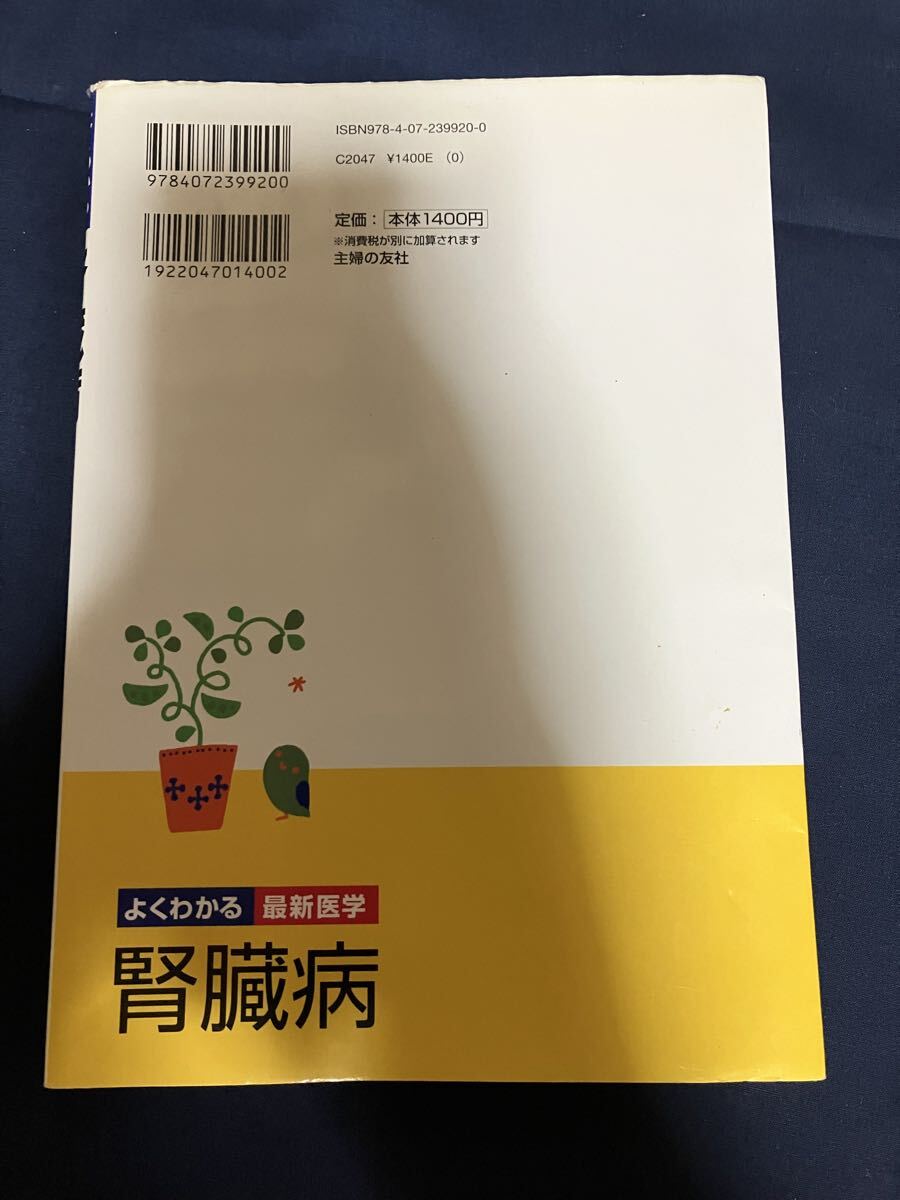 ISBN978-4-07-239920-0
C2047 ¥1400E (0)
9784072399200
定価：本体1400円
※消費税が別に加算されます
主婦の友社
1922047014002
よくわかる 最新医学
腎臓病